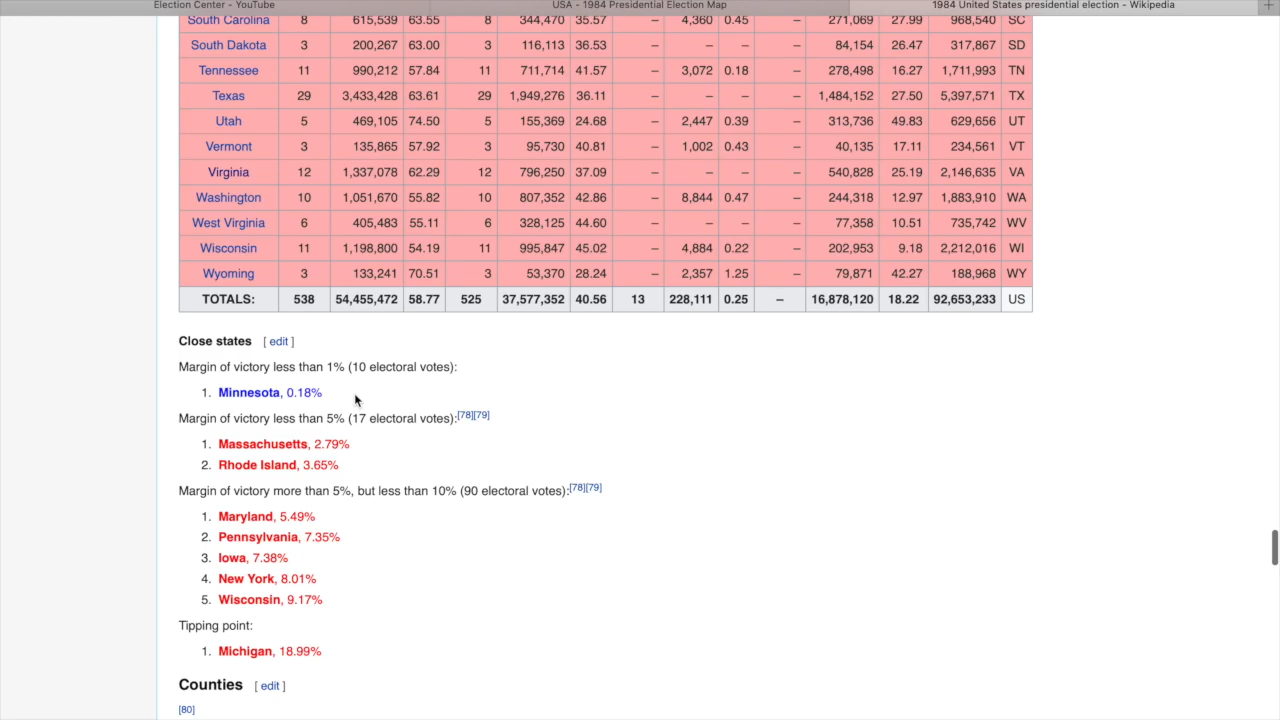 Election Center - YouTube USA - 1984 Presidential Election Map 1984 United States presidential election - Wikipedia +
South Carolina 8 615,539 63.55 8 344,470 35.57 – 4,360 0.45 – 271,069 27.99 968,540 SC
South Dakota 3 200,267 63.00 3 116,113 36.53 – – – – 84,154 26.47 317,867 SD
Tennessee 11 990,212 57.84 11 711,714 41.57 – 3,072 0.18 – 278,498 16.27 1,711,993 TN
Texas 29 3,433,428 63.61 29 1,949,276 36.11 – – – – 1,484,152 27.50 5,397,571 TX
Utah 5 469,105 74.50 5 155,369 24.68 – 2,447 0.39 – 313,736 49.83 629,656 UT
Vermont 3 135,865 57.92 3 95,730 40.81 – 1,002 0.43 – 40,135 17.11 234,561 VT
Virginia 12 1,337,078 62.29 12 796,250 37.09 – – – – 540,828 25.19 2,146,635 VA
Washington 10 1,051,670 55.82 10 807,352 42.86 – 8,844 0.47 – 244,318 12.97 1,883,910 WA
West Virginia 6 405,483 55.11 6 328,125 44.60 – – – – 77,358 10.51 735,742 WV
Wisconsin 11 1,198,800 54.19 11 995,847 45.02 – 4,884 0.22 – 202,953 9.18 2,212,016 WI
Wyoming 3 133,241 70.51 3 53,370 28.24 – 2,357 1.25 – 79,871 42.27 188,968 WY
TOTALS: 538 54,455,472 58.77 525 37,577,352 40.56 13 228,111 0.25 – 16,878,120 18.22 92,653,233 US
Close states [ edit ]
Margin of victory less than 1% (10 electoral votes):
1. Minnesota, 0.18%
Margin of victory less than 5% (17 electoral votes):[78][79]
1. Massachusetts, 2.79%
2. Rhode Island, 3.65%
Margin of victory more than 5%, but less than 10% (90 electoral votes):[78][79]
1. Maryland, 5.49%
2. Pennsylvania, 7.35%
3. Iowa, 7.38%
4. New York, 8.01%
5. Wisconsin, 9.17%
Tipping point:
1. Michigan, 18.99%
Counties [ edit ]
[80]